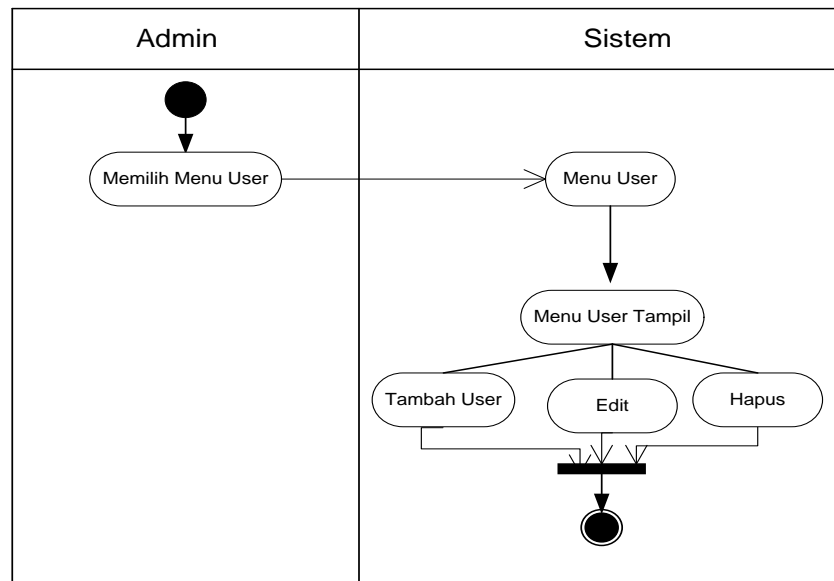 Admin
Sistem
Memilih Menu User
Menu User
Menu User Tampil
Tambah User
Edit
Hapus